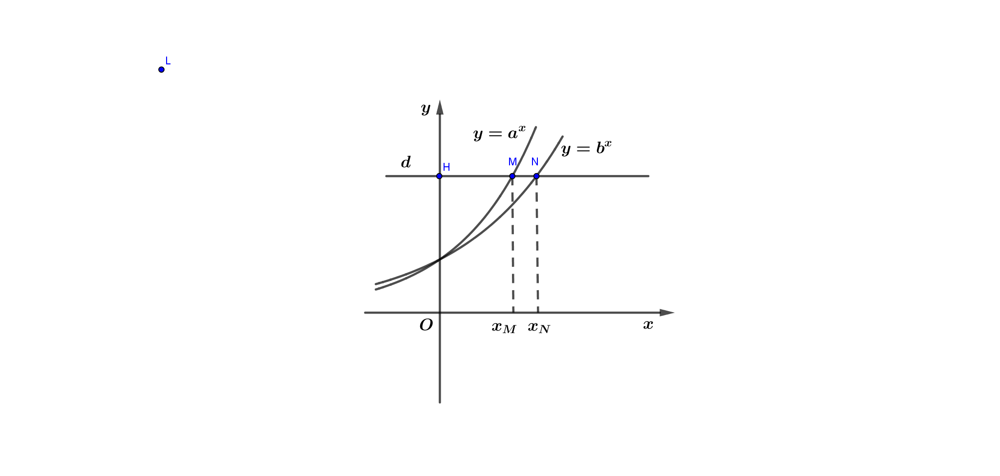 L
y
y = a^x
y = b^x
d
H
M
N
O
x_M
x_N
x